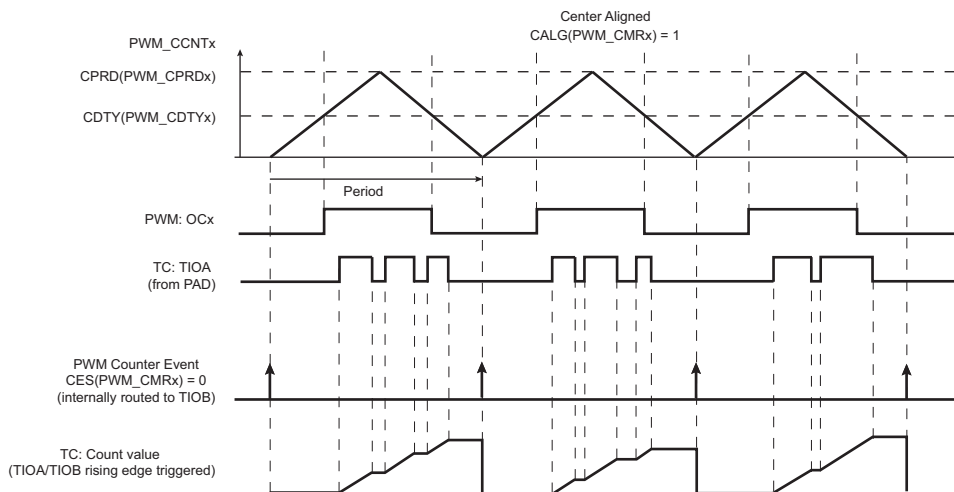 Center Aligned
CALG(PWM_CMRx) = 1
PWM_CCNTx
CPRD(PWM_CPRDx)
CDTY(PWM_CDTYx)
Period
PWM: OCx
TC: TIOA
(from PAD)
PWM Counter Event
CES(PWM_CMRx) = 0
(internally routed to TIOB)
TC: Count value
(TIOA/TIOB rising edge triggered)